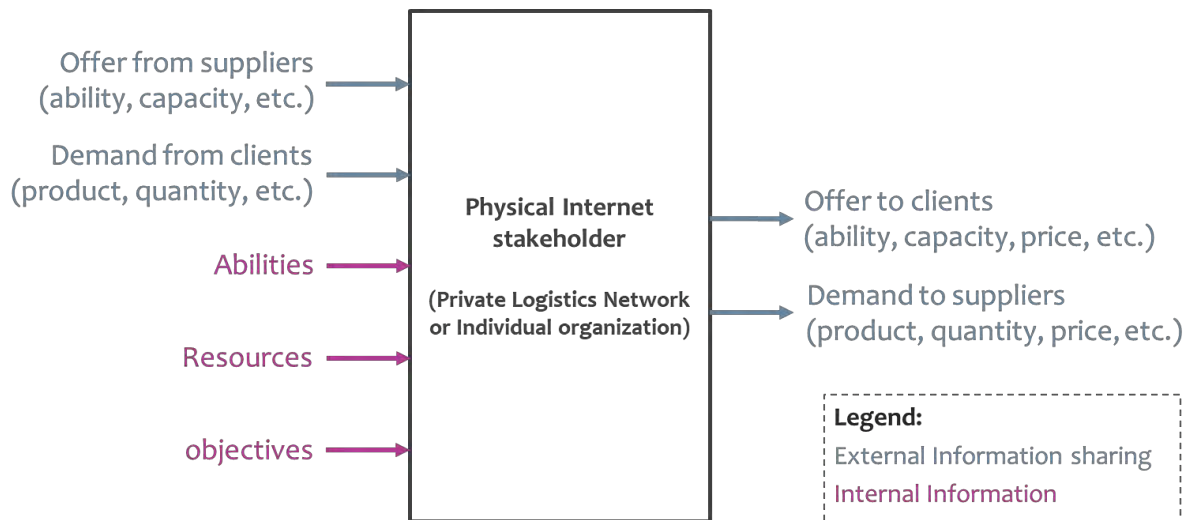 Offer from suppliers
(ability, capacity, etc.)
Demand from clients
(product, quantity, etc.)
Abilities
Resources
objectives
Physical Internet
stakeholder
(Private Logistics Network
or Individual organization)
Offer to clients
(ability, capacity, price, etc.)
Demand to suppliers
(product, quantity, price, etc.)
Legend:
External Information sharing
Internal Information